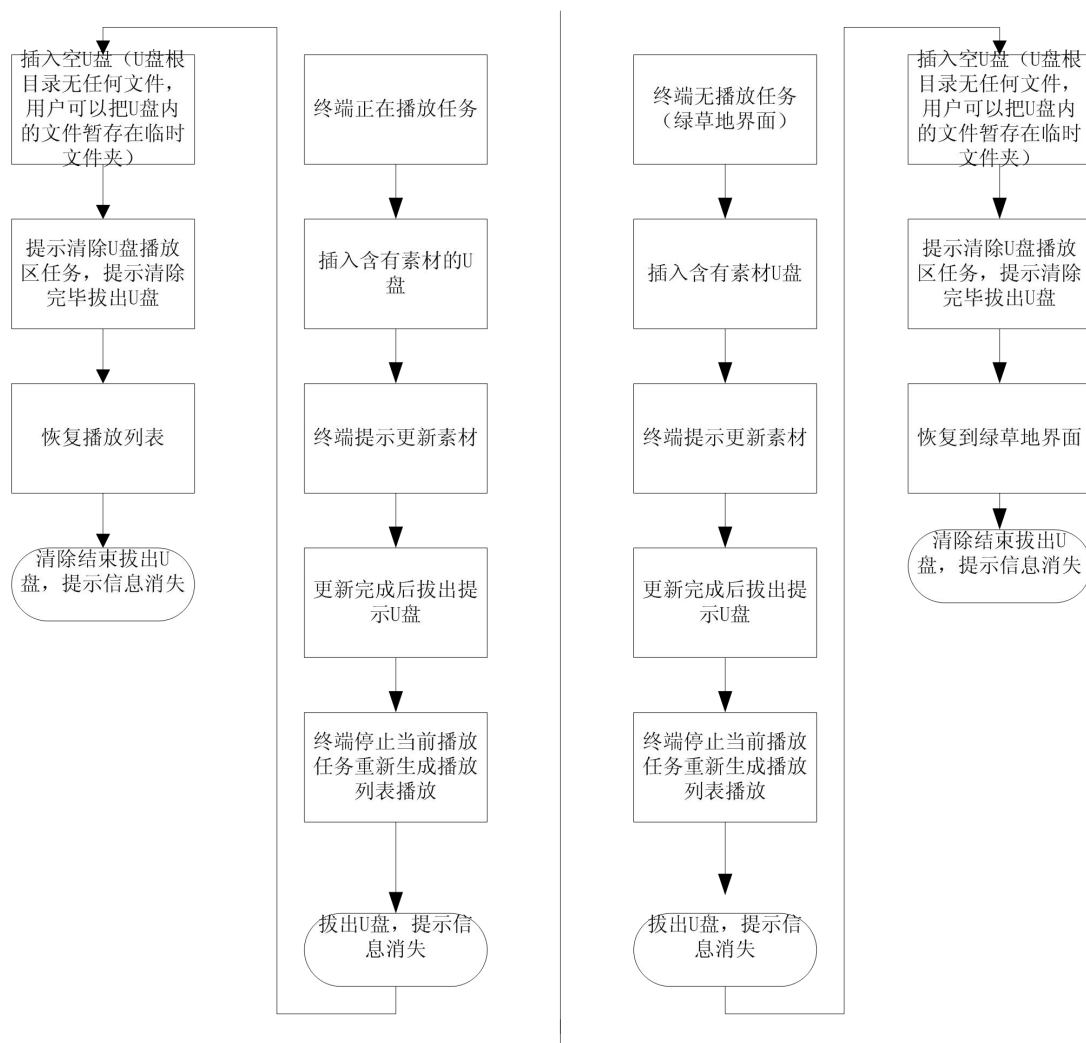 插入空U盘（U盘根
目录无任何文件，
用户可以把U盘内
的文件暂存在临时
文件夹）
提示清除U盘播放
区任务，提示清除
完毕拔出U盘
恢复播放列表
清除结束拔出U
盘，提示信息消失
终端正在播放任务
插入含有素材的U
盘
终端提示更新素材
更新完成后拔出提
示U盘
终端停止当前播放
任务重新生成播放
列表播放
拔出U盘，提示信
息消失
终端无播放任务
（绿草地界面）
插入含有素材U盘
终端提示更新素材
更新完成后拔出提
示U盘
终端停止当前播放
任务重新生成播放
列表播放
拔出U盘，提示信
息消失
插入空U盘（U盘根
目录无任何文件，
用户可以把U盘内
的文件暂存在临时
文件夹）
提示清除U盘播放
区任务，提示清除
完毕拔出U盘
恢复到绿草地界面
清除结束拔出U
盘，提示信息消失